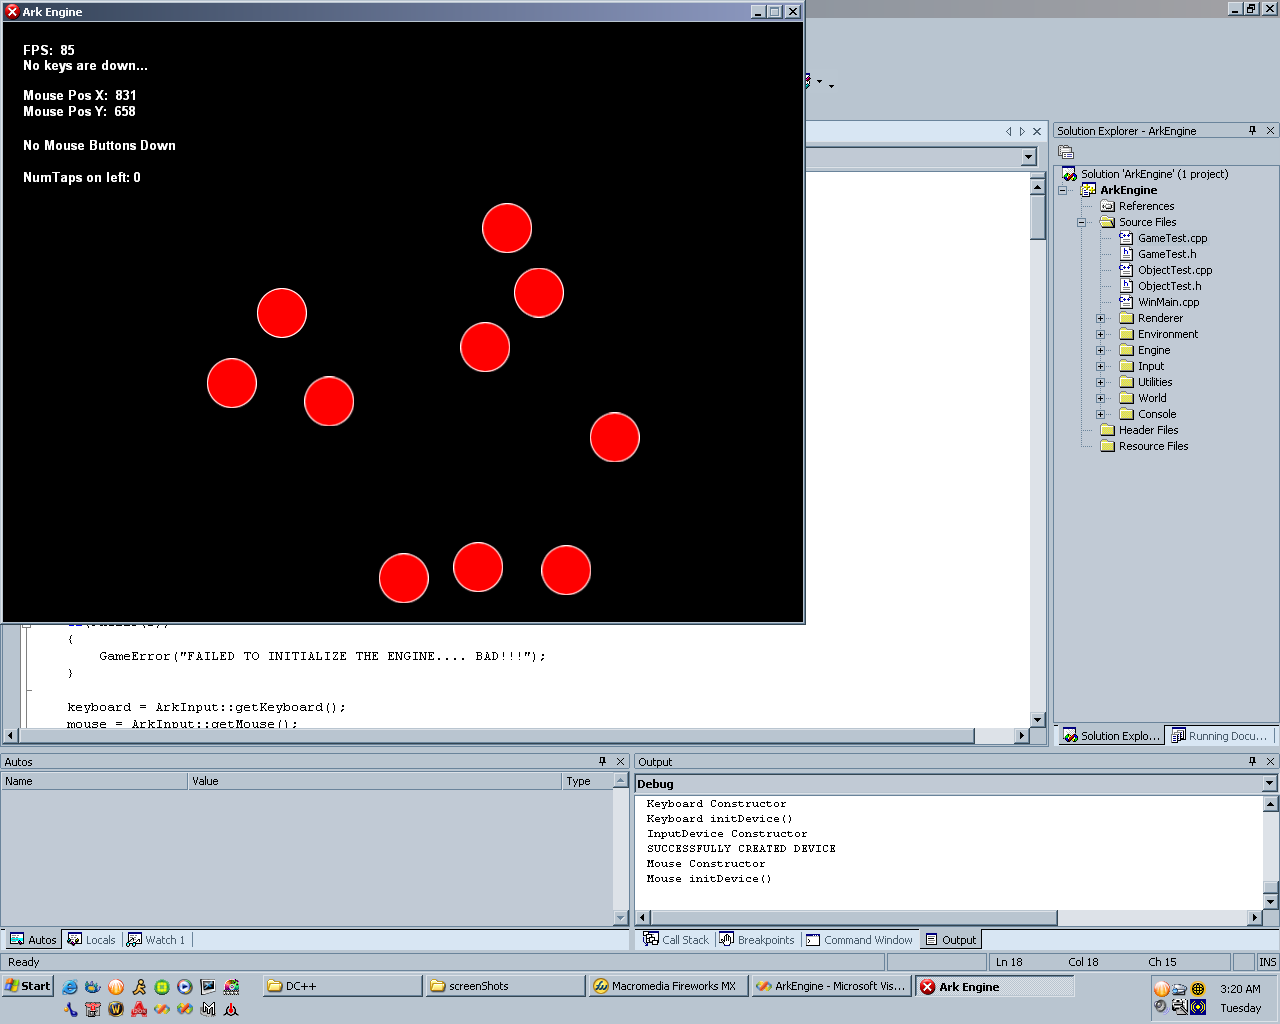 Ark Engine
FPS:  85
No keys are down...
Mouse Pos X:  831
Mouse Pos Y:  658
No Mouse Buttons Down
NumTaps on left: 0
{
GameError("FAILED TO INITIALIZE THE ENGINE.... BAD!!!");
}
keyboard = ArkInput::getKeyboard();
mouse = ArkInput::getMouse();
Solution Explorer - ArkEngine
Solution 'ArkEngine' (1 project)
ArkEngine
References
Source Files
GameTest.cpp
GameTest.h
ObjectTest.cpp
ObjectTest.h
WinMain.cpp
Renderer
Environment
Engine
Input
Utilities
World
Console
Header Files
Resource Files
Solution Explo...
Running Docu...
Autos
Name
Value
Type
Autos
Locals
Watch 1
Output
Debug
Keyboard Constructor
Keyboard initDevice()
InputDevice Constructor
SUCCESSFULLY CREATED DEVICE
Mouse Constructor
Mouse initDevice()
Call Stack
Breakpoints
Command Window
Output
Ready
Ln 18
Col 18
Ch 15
INS
Start
DC++
screenShots
Macromedia Fireworks MX
ArkEngine - Microsoft Vis...
Ark Engine
3:20 AM
Tuesday